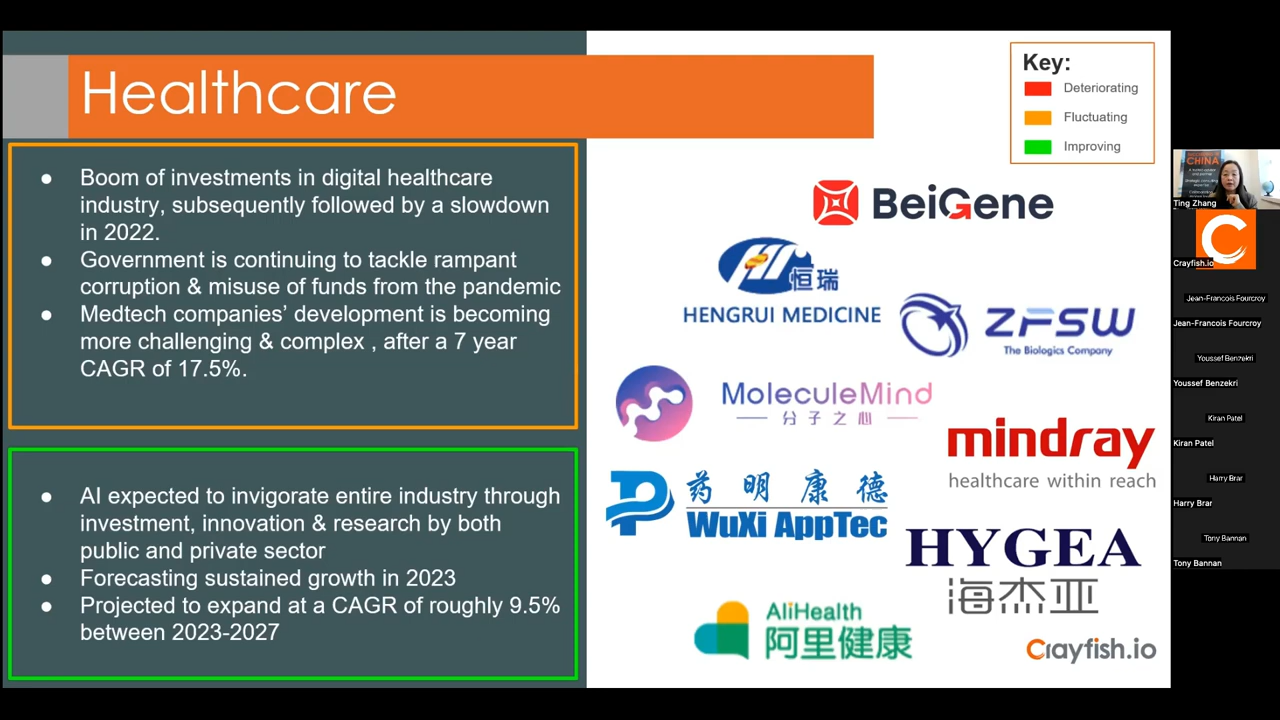 Healthcare
● Boom of investments in digital healthcare
industry, subsequently followed by a slowdown
in 2022.
● Government is continuing to tackle rampant
corruption & misuse of funds from the pandemic
● Medtech companies’ development is becoming
more challenging & complex , after a 7 year
CAGR of 17.5%.
● AI expected to invigorate entire industry through
investment, innovation & research by both
public and private sector
● Forecasting sustained growth in 2023
● Projected to expand at a CAGR of roughly 9.5%
between 2023-2027
Key:
Deteriorating
Fluctuating
Improving
BeiGene
恒瑞
HENGRUI MEDICINE
ZFSW
The Biologics Company
MoleculeMind
分子之心
mindray
healthcare within reach
药明康德
WuXi AppTec
HYGEA
海杰亚
AliHealth
阿里健康
Crayfish.io
CHINA
Ting Zhang
Crayfish.io
Jean-Francois Fourcroy
Jean-Francois Fourcroy
Youssef Benzekri
Youssef Benzekri
Kiran Patel
Kiran Patel
Harry Brar
Harry Brar
Tony Bannan
Tony Bannan